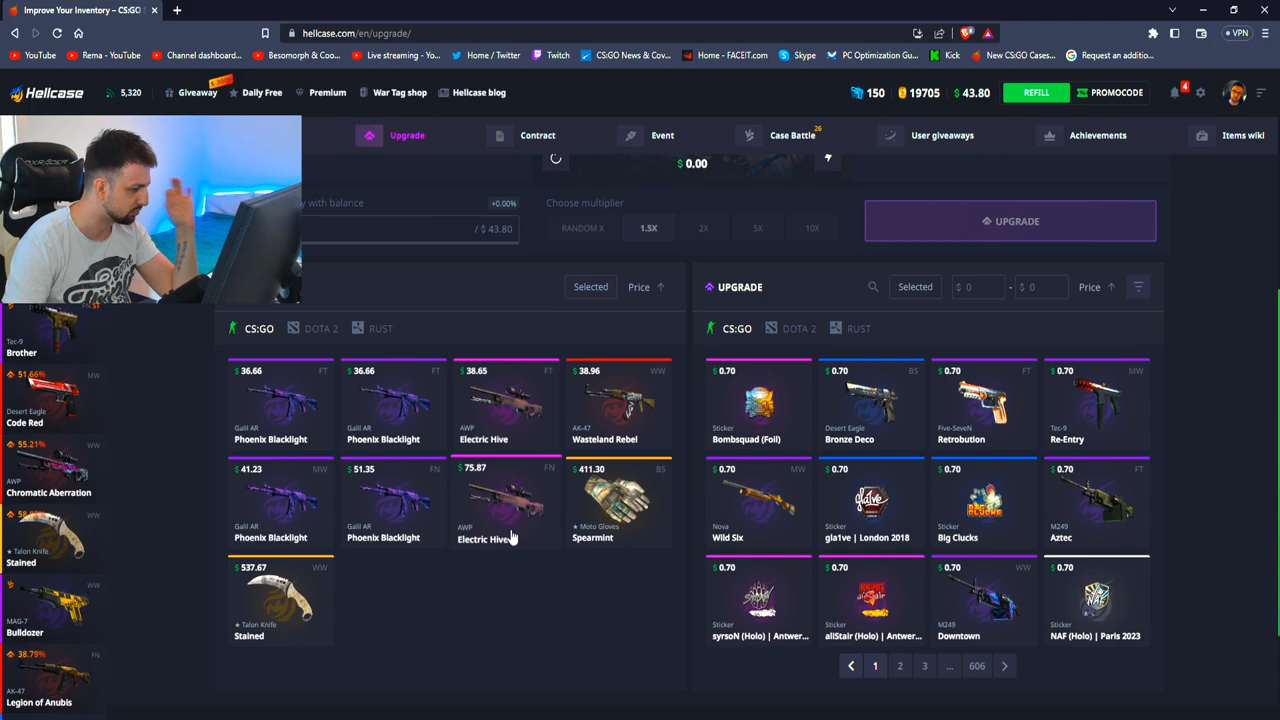 Improve Your Inventory – CS:GO
hellcase.com/en/upgrade/
VPN
YouTube
Rema - YouTube
Channel dashboard...
Besomorph & Coo...
Live streaming - Yo...
Home / Twitter
Twitch
CS:GO News & Cov...
Home - FACEIT.com
Skype
PC Optimization Gu...
Kick
New CS:GO Cases...
Request an additio...
Hellcase
5,320
Giveaway
Daily Free
Premium
War Tag shop
Hellcase blog
150
19705
$ 43.80
REFILL
PROMOCODE
4
Upgrade
Contract
Event
Case Battle 26
User giveaways
Achievements
Items wiki
$ 0.00
y with balance
+0.00%
/ $ 43.80
Choose multiplier
RANDOM X
1.5X
2X
5X
10X
UPGRADE
Selected
Price
UPGRADE
Selected
$ 0
-
$ 0
Price
CS:GO
DOTA 2
RUST
CS:GO
DOTA 2
RUST
FN ST
Tec-9
Brother
51.66%
MW
Desert Eagle
Code Red
55.21%
WW
AWP
Chromatic Aberration
WW
★ Talon Knife
Stained
WW
MAG-7
Bulldozer
38.79%
FN
AK-47
Legion of Anubis
$ 36.66 FT
Galil AR
Phoenix Blacklight
$ 36.66 FT
Galil AR
Phoenix Blacklight
$ 38.65 FT
AWP
Electric Hive
$ 38.96 WW
AK-47
Wasteland Rebel
$ 41.23 MW
Galil AR
Phoenix Blacklight
$ 51.35 FN
Galil AR
Phoenix Blacklight
$ 75.87 FN
AWP
Electric Hive
$ 411.30 BS
★ Moto Gloves
Spearmint
$ 537.67 WW
★ Talon Knife
Stained
$ 0.70
Sticker
Bombsquad (Foil)
$ 0.70 BS
Desert Eagle
Bronze Deco
$ 0.70 FT
Five-SeveN
Retrobution
$ 0.70 MW
Tec-9
Re-Entry
$ 0.70 MW
Nova
Wild Six
$ 0.70
Sticker
gla1ve | London 2018
$ 0.70
Sticker
Big Clucks
$ 0.70 FT
M249
Aztec
$ 0.70
Sticker
syrsoN (Holo) | Antwer...
$ 0.70
Sticker
aliStair (Holo) | Antwer...
$ 0.70 WW
M249
Downtown
$ 0.70
Sticker
NAF (Holo) | Paris 2023
1
2
3
...
606